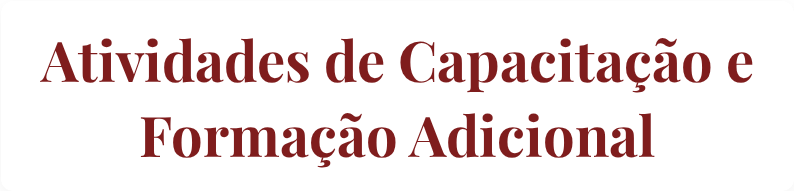 Atividades de Capacitação e
Formação Adicional